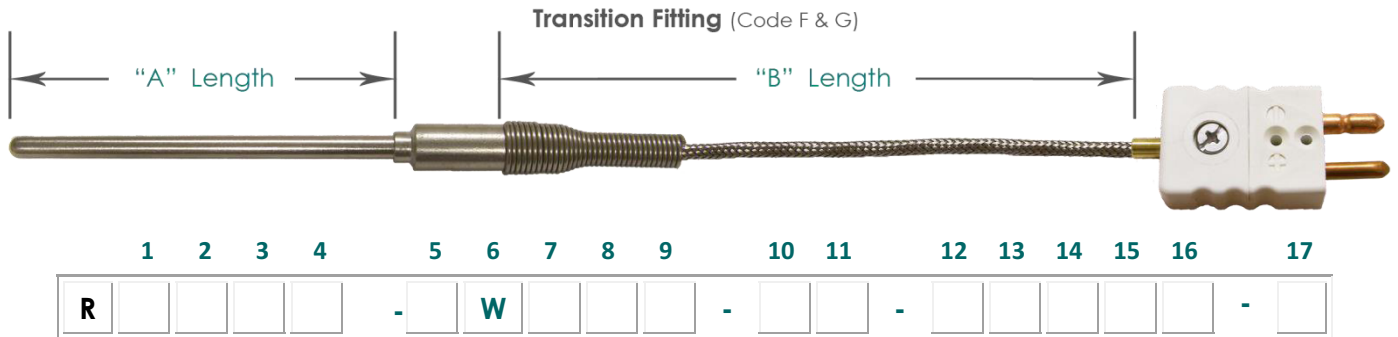 Transition Fitting (Code F & G)
"A" Length "B" Length
1 2 3 4 5 6 7 8 9 10 11 12 13 14 15 16 17
R - W - - -